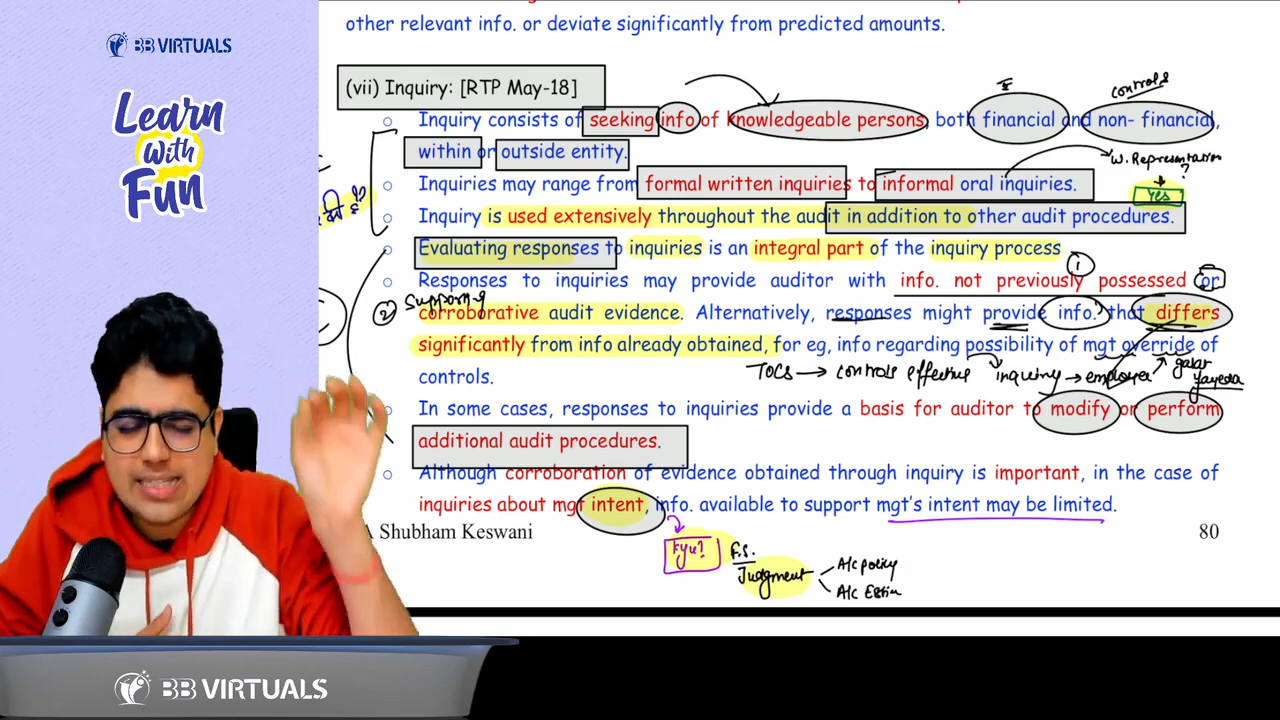 other relevant info. or deviate significantly from predicted amounts.
BB VIRTUALS
Learn
With
Fun
(vii) Inquiry: [RTP May-18]
controls
Inquiry consists of seeking info of knowledgeable persons, both financial and non- financial,
within or outside entity.
W. Representation
?
Inquiries may range from formal written inquiries to informal oral inquiries.
Yes
Inquiry is used extensively throughout the audit in addition to other audit procedures.
Evaluating responses to inquiries is an integral part of the inquiry process
1
Responses to inquiries may provide auditor with info. not previously possessed or
2 Supporting
corroborative audit evidence. Alternatively, responses might provide info. that differs
significantly from info already obtained, for eg, info regarding possibility of mgt override of
controls.
TOCS → controls effective inquiry → employee galat
In some cases, responses to inquiries provide a basis for auditor to modify or perform
additional audit procedures.
Although corroboration of evidence obtained through inquiry is important, in the case of
inquiries about mgt intent, info. available to support mgt's intent may be limited.
A Shubham Keswani
80
F.S.
Judgment
A/c policy
A/c Estim
BB VIRTUALS